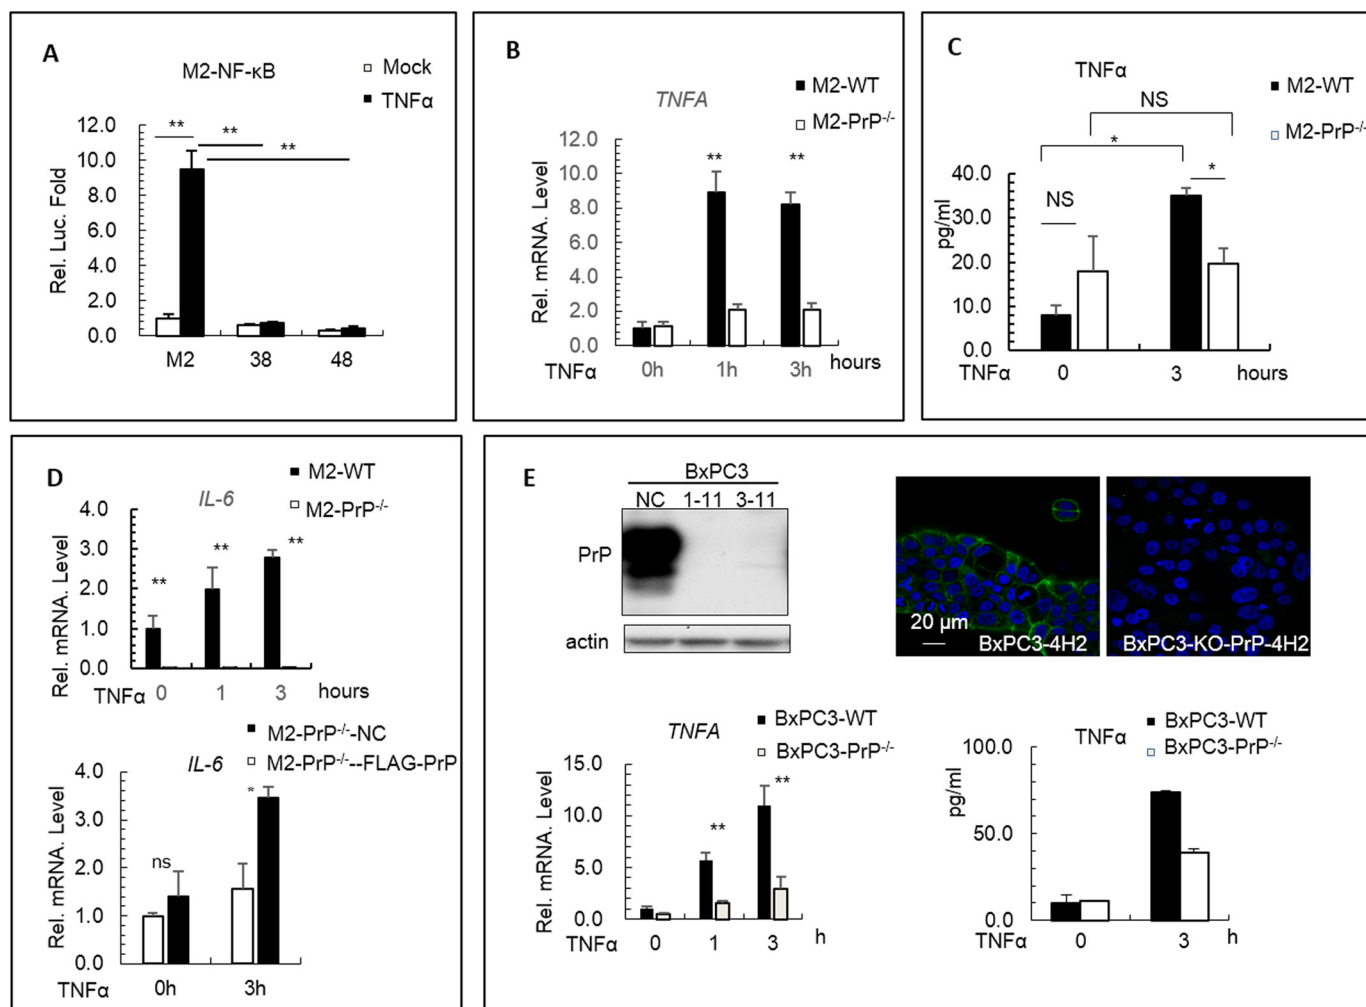 A
M2-NF-κB
Mock
TNFα
** ** **
Rel. Luc. Fold
12.0
10.0
8.0
6.0
4.0
2.0
0.0
M2 38 48
B
TNFA
M2-WT
M2-PrP-/-
** **
Rel. mRNA. Level
12.0
10.0
8.0
6.0
4.0
2.0
0.0
TNFα 0h 1h 3h hours
C
TNFα
M2-WT
M2-PrP-/-
NS
*
NS *
pg/ml
40.0
30.0
20.0
10.0
0.0
TNFα 0 3 hours
D
IL-6
M2-WT
M2-PrP-/-
** ** **
Rel. mRNA. Level
4.0
3.0
2.0
1.0
0.0
TNFα 0 1 3 hours
IL-6
M2-PrP-/--NC
M2-PrP-/--FLAG-PrP
ns *
Rel. mRNA. Level
4.0
3.0
2.0
1.0
0.0
TNFα 0h 3h
E
BxPC3
NC 1-11 3-11
PrP
actin
20 µm
BxPC3-4H2
BxPC3-KO-PrP-4H2
TNFA
BxPC3-WT
BxPC3-PrP-/-
** **
Rel. mRNA. Level
15.0
10.0
5.0
0.0
TNFα 0 1 3 h
TNFα
BxPC3-WT
BxPC3-PrP-/-
pg/ml
100.0
50.0
0.0
TNFα 0 3 h